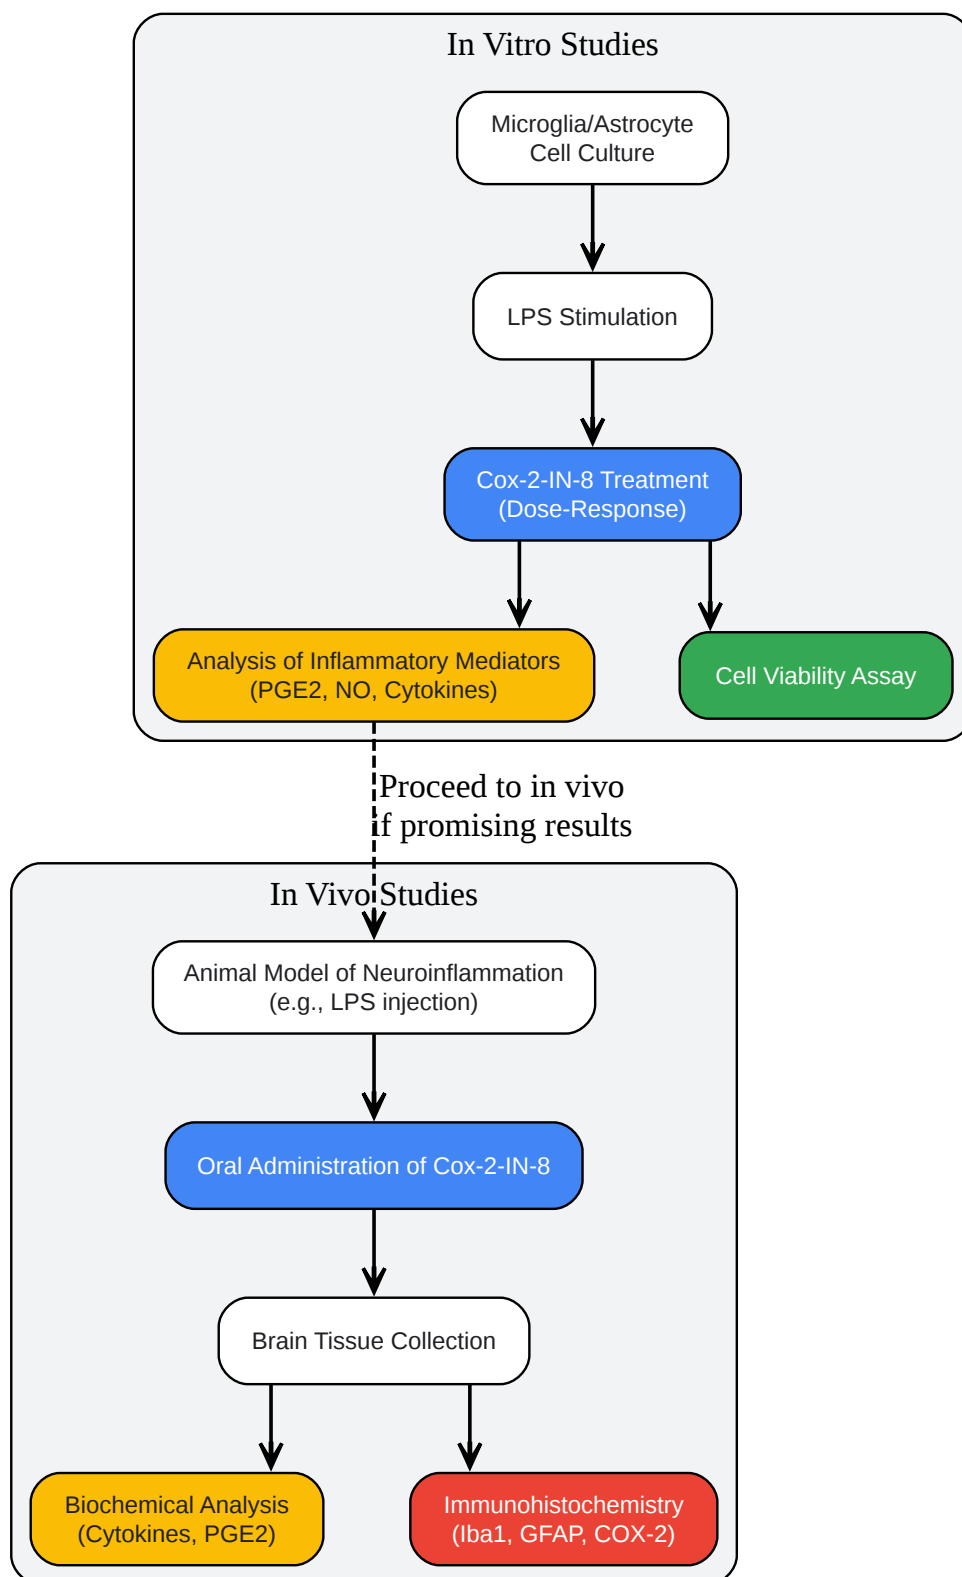 In Vitro Studies
Microglia/Astrocyte
Cell Culture
LPS Stimulation
Cox-2-IN-8 Treatment
(Dose-Response)
Analysis of Inflammatory Mediators
(PGE2, NO, Cytokines)
Cell Viability Assay
Proceed to in vivo
if promising results
In Vivo Studies
Animal Model of Neuroinflammation
(e.g., LPS injection)
Oral Administration of Cox-2-IN-8
Brain Tissue Collection
Biochemical Analysis
(Cytokines, PGE2)
Immunohistochemistry
(Iba1, GFAP, COX-2)